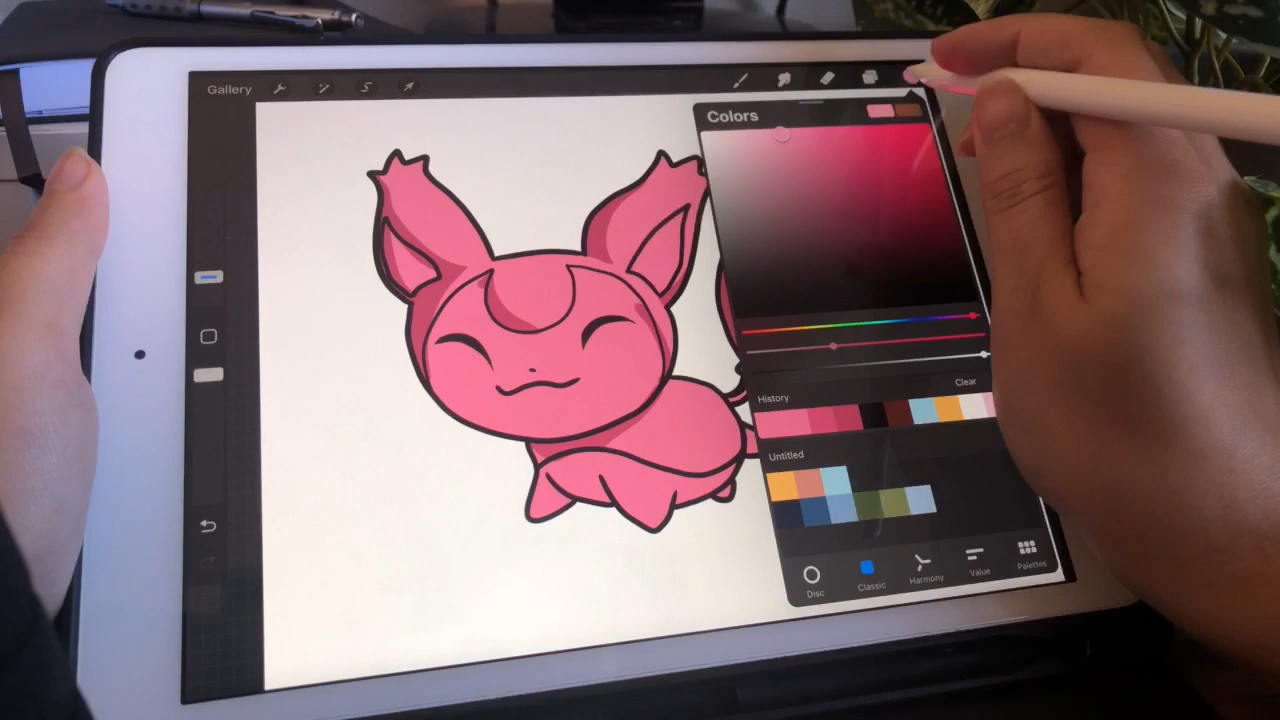 Gallery
Colors
Clear
History
Untitled
Disc
Classic
Harmony
Value
Palettes